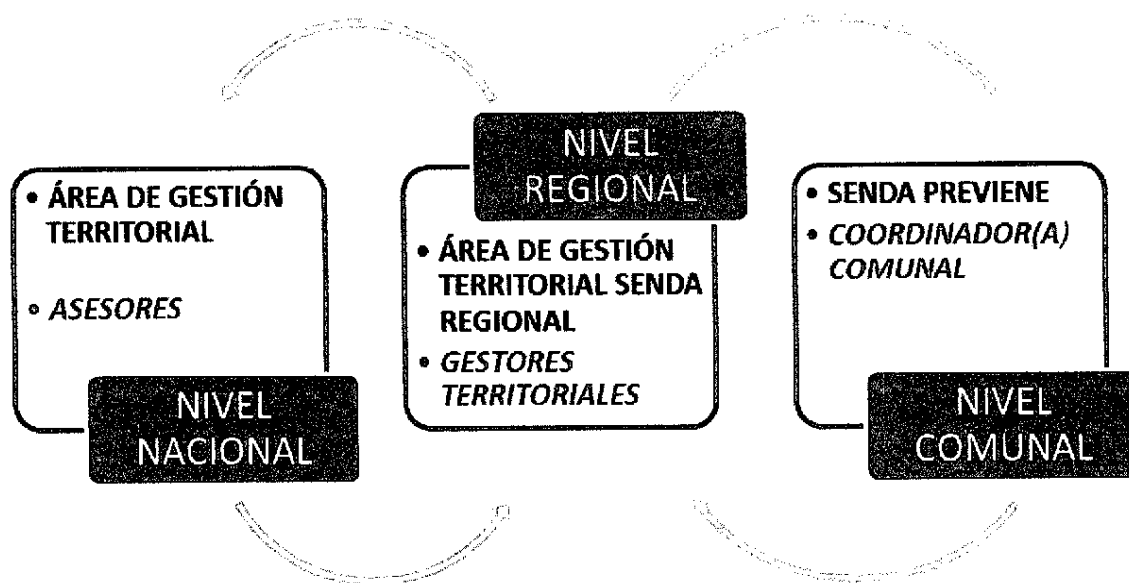 • ÁREA DE GESTIÓN
TERRITORIAL
• ASESORES
NIVEL
NACIONAL
NIVEL
REGIONAL
• ÁREA DE GESTIÓN
TERRITORIAL SENDA
REGIONAL
• GESTORES
TERRITORIALES
• SENDA PREVIENE
• COORDINADOR(A)
COMUNAL
NIVEL
COMUNAL